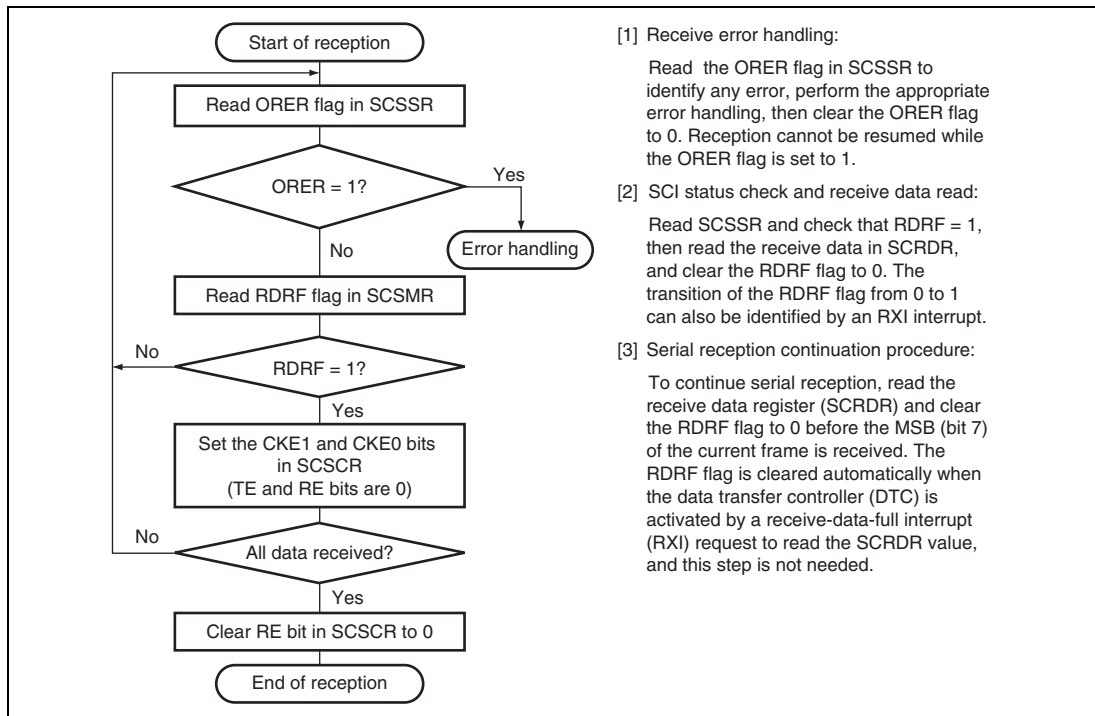 Start of reception
Read ORER flag in SCSSR
ORER = 1?
Yes
Error handling
No
Read RDRF flag in SCSMR
No
RDRF = 1?
Yes
Set the CKE1 and CKE0 bits
in SCSCR
(TE and RE bits are 0)
No
All data received?
Yes
Clear RE bit in SCSCR to 0
End of reception
[1] Receive error handling:
Read the ORER flag in SCSSR to
identify any error, perform the appropriate
error handling, then clear the ORER flag
to 0. Reception cannot be resumed while
the ORER flag is set to 1.
[2] SCI status check and receive data read:
Read SCSSR and check that RDRF = 1,
then read the receive data in SCRDR,
and clear the RDRF flag to 0. The
transition of the RDRF flag from 0 to 1
can also be identified by an RXI interrupt.
[3] Serial reception continuation procedure:
To continue serial reception, read the
receive data register (SCRDR) and clear
the RDRF flag to 0 before the MSB (bit 7)
of the current frame is received. The
RDRF flag is cleared automatically when
the data transfer controller (DTC) is
activated by a receive-data-full interrupt
(RXI) request to read the SCRDR value,
and this step is not needed.